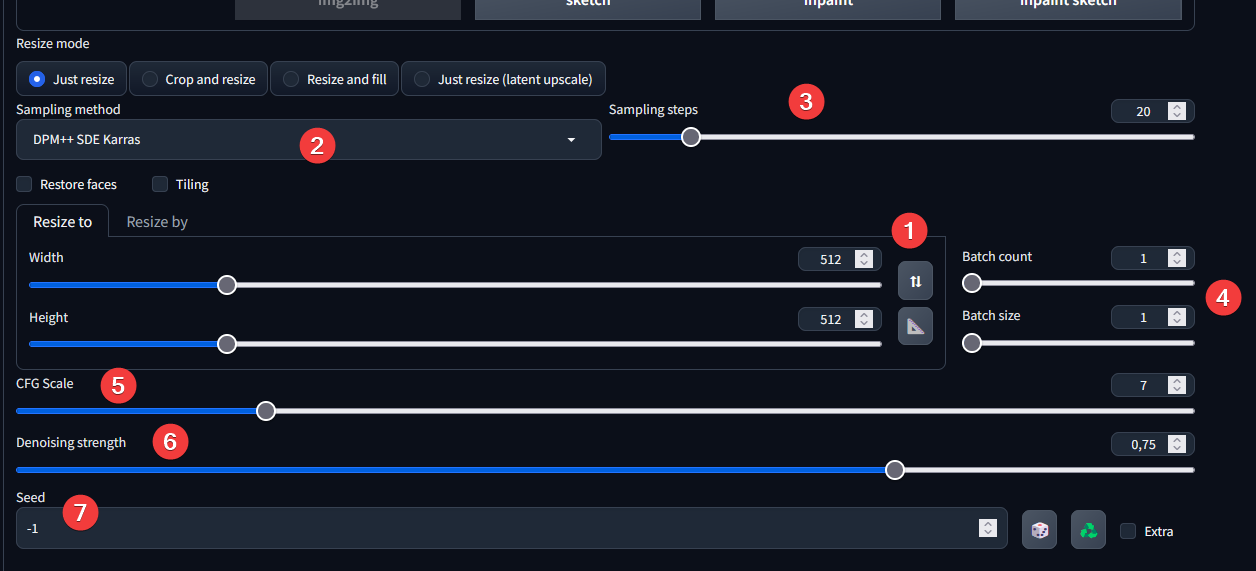 img2img
sketch
inpaint
inpaint sketch
Resize mode
Just resize
Crop and resize
Resize and fill
Just resize (latent upscale)
Sampling method
Sampling steps
3
20
DPM++ SDE Karras
2
Restore faces
Tiling
Resize to
Resize by
1
Width
512
Batch count
1
4
Height
512
Batch size
1
CFG Scale
5
7
Denoising strength
6
0,75
Seed
7
-1
Extra